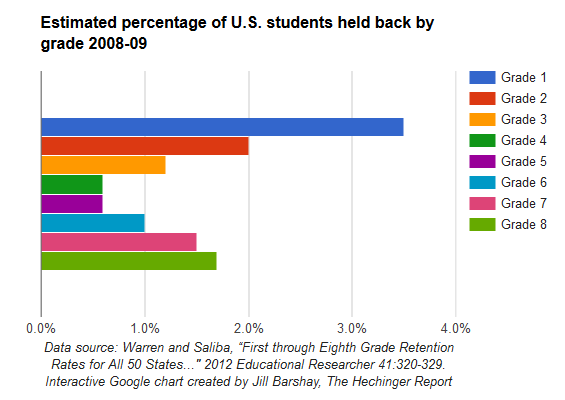 Estimated percentage of U.S. students held back by
grade 2008-09
Grade 1
Grade 2
Grade 3
Grade 4
Grade 5
Grade 6
Grade 7
Grade 8
0.0%
1.0%
2.0%
3.0%
4.0%
Data source: Warren and Saliba, “First through Eighth Grade Retention
Rates for All 50 States…" 2012 Educational Researcher 41:320-329.
Interactive Google chart created by Jill Barshay, The Hechinger Report